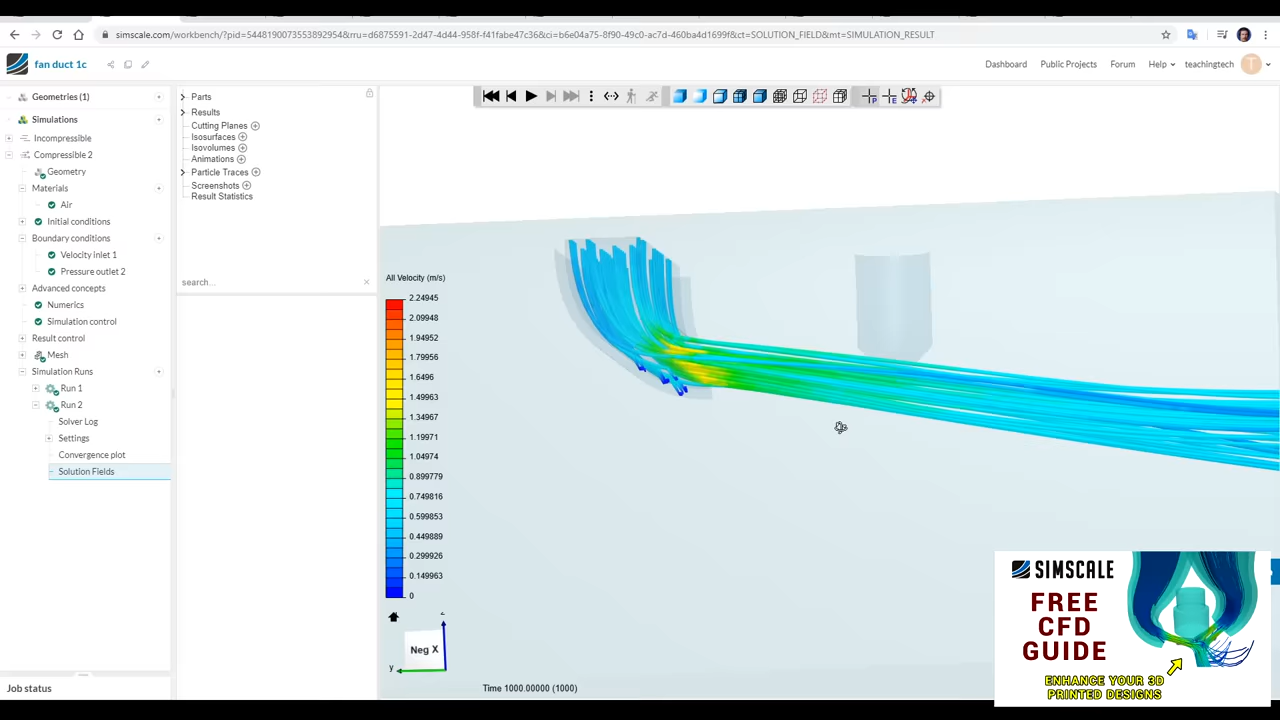 simscale.com/workbench/?pid=5448190073553892954&rru=d6875591-2d47-4d44-958f-f41fabe47c36&ci=b6e04a75-8f90-49c0-ac7d-460ba4d1699f&ct=SOLUTION_FIELD&mt=SIMULATION_RESULT
fan duct 1c
Dashboard
Public Projects
Forum
Help
teachingtech
T
Geometries (1)
Simulations
Incompressible
Compressible 2
Geometry
Materials
Air
Initial conditions
Boundary conditions
Velocity inlet 1
Pressure outlet 2
Advanced concepts
Numerics
Simulation control
Result control
Mesh
Simulation Runs
Run 1
Run 2
Solver Log
Settings
Convergence plot
Solution Fields
Job status
Parts
Results
Cutting Planes
Isosurfaces
Isovolumes
Animations
Particle Traces
Screenshots
Result Statistics
search...
All Velocity (m/s)
2.24945
2.09948
1.94952
1.79956
1.6496
1.49963
1.34967
1.19971
1.04974
0.899779
0.749816
0.599853
0.449889
0.299926
0.149963
0
z
Neg X
y
Time 1000.00000 (1000)
SIMSCALE
FREE
CFD
GUIDE
ENHANCE YOUR 3D
PRINTED DESIGNS